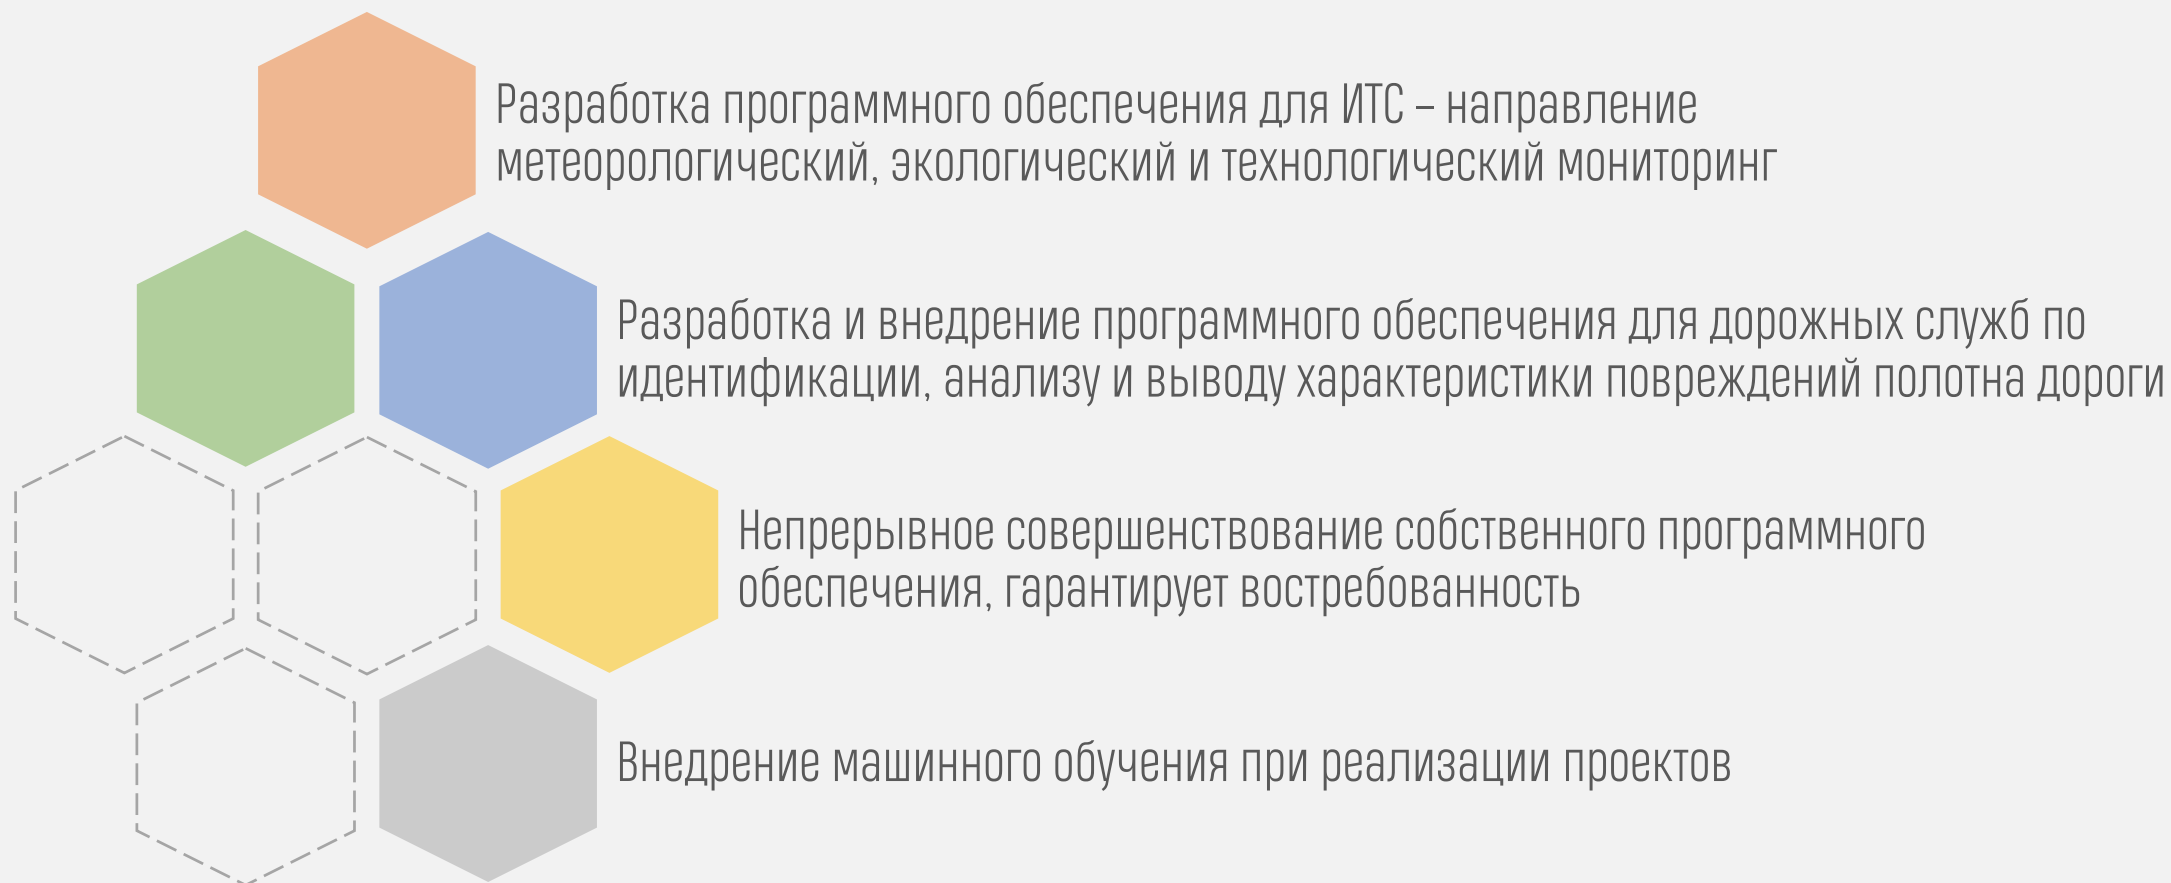 Разработка программного обеспечения для ИТС – направление
метеорологический, экологический и технологический мониторинг
Разработка и внедрение программного обеспечения для дорожных служб по
идентификации, анализу и выводу характеристики повреждений полотна дороги
Непрерывное совершенствование собственного программного
обеспечения, гарантирует востребованность
Внедрение машинного обучения при реализации проектов